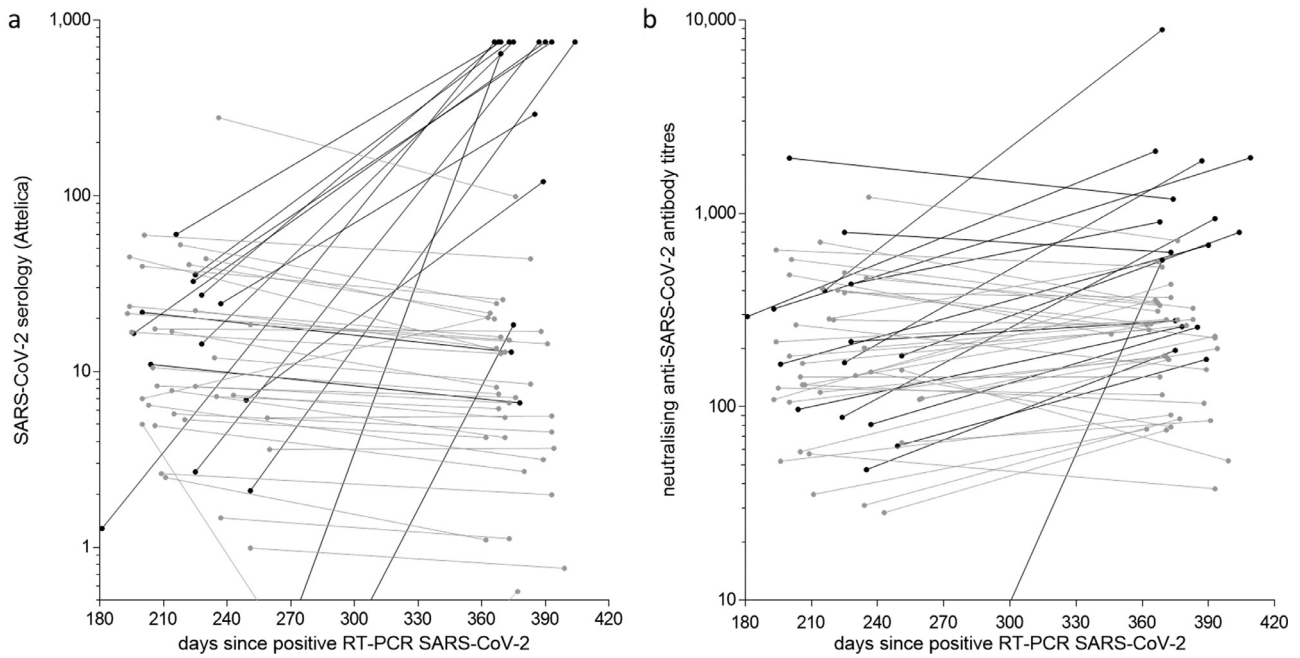 a
1,000
100
10
1
SARS-CoV-2 serology (Attelica)
180 210 240 270 300 330 360 390 420
days since positive RT-PCR SARS-CoV-2
b
10,000
1,000
100
10
neutralising anti-SARS-CoV-2 antibody titres
180 210 240 270 300 330 360 390 420
days since positive RT-PCR SARS-CoV-2